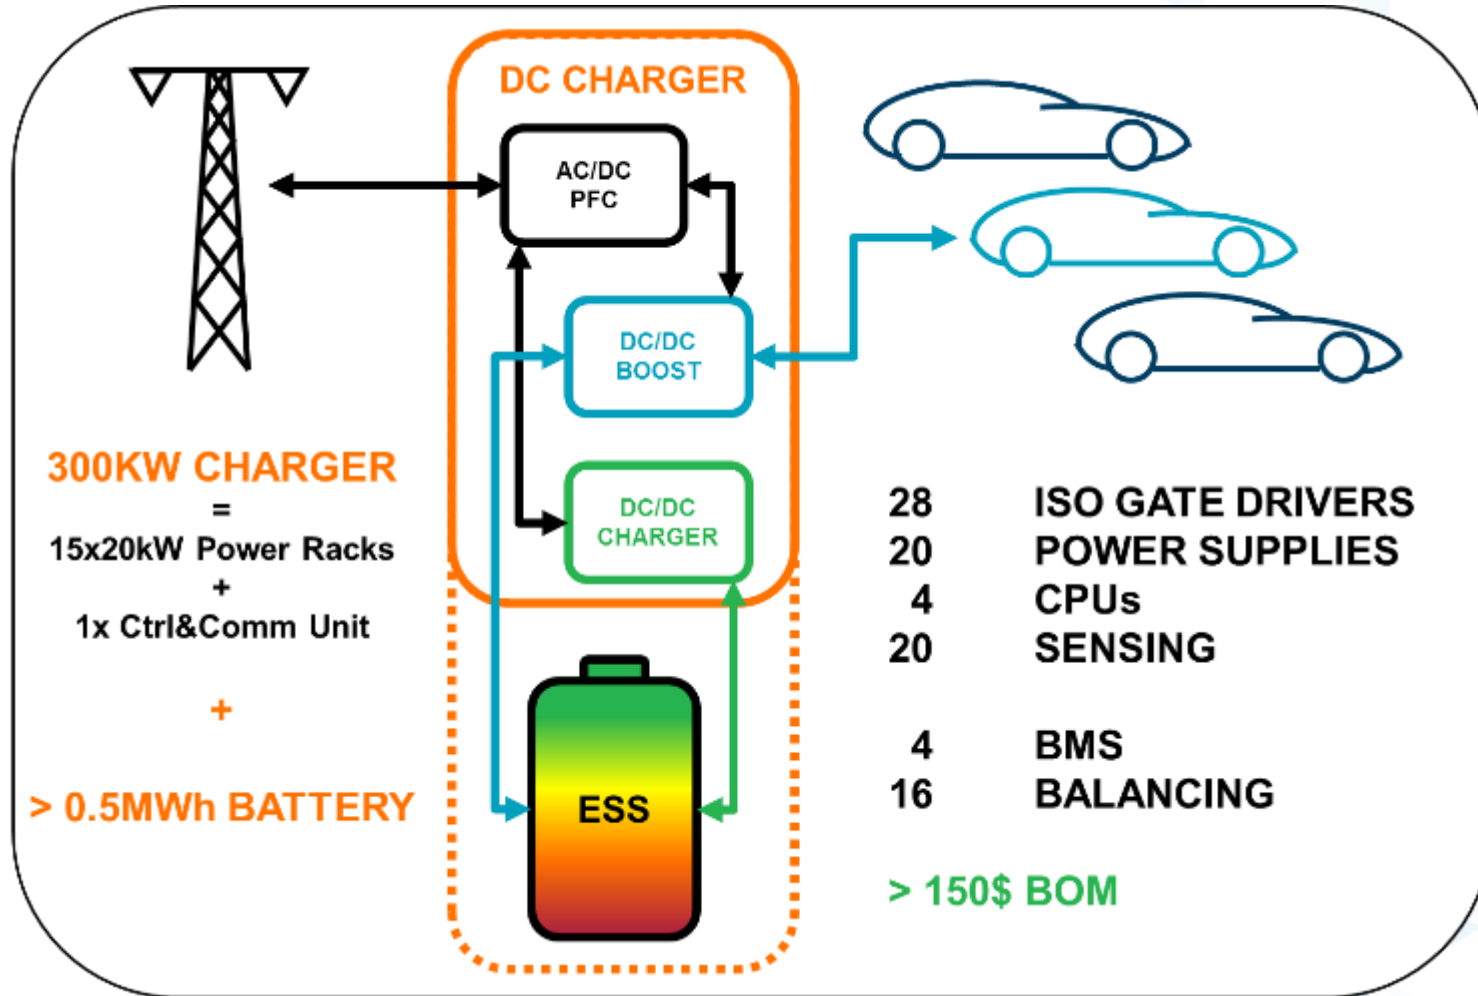 DC CHARGER
AC/DC
PFC
DC/DC
BOOST
DC/DC
CHARGER
ESS
300KW CHARGER
=
15x20kW Power Racks
+
1x Ctrl&Comm Unit
+
> 0.5MWh BATTERY
28 ISO GATE DRIVERS
20 POWER SUPPLIES
4 CPUs
20 SENSING
4 BMS
16 BALANCING
> 150$ BOM